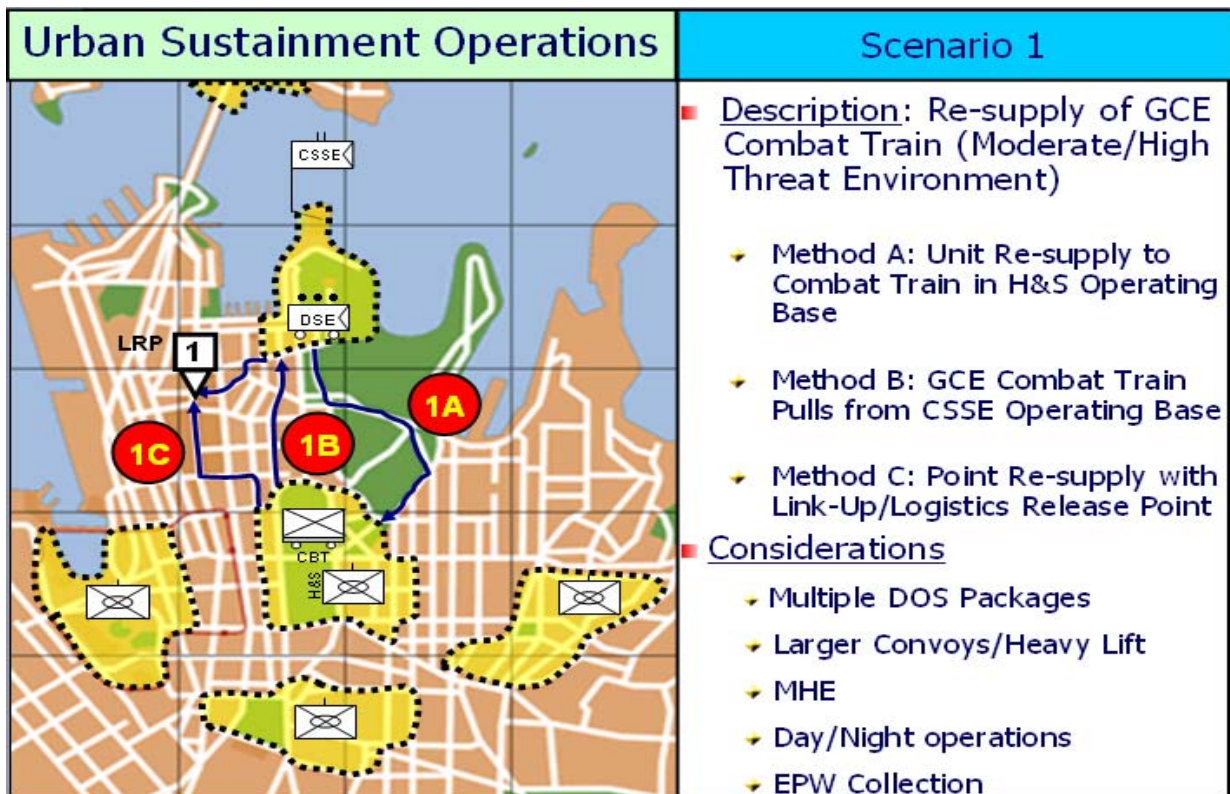 Urban Sustainment Operations
Scenario 1
CSSE
DSE
LRP
1
1A
1B
1C
CBT
H&S
Description: Re-supply of GCE
Combat Train (Moderate/High
Threat Environment)
Method A: Unit Re-supply to
Combat Train in H&S Operating
Base
Method B: GCE Combat Train
Pulls from CSSE Operating Base
Method C: Point Re-supply with
Link-Up/Logistics Release Point
Considerations
Multiple DOS Packages
Larger Convoys/Heavy Lift
MHE
Day/Night operations
EPW Collection